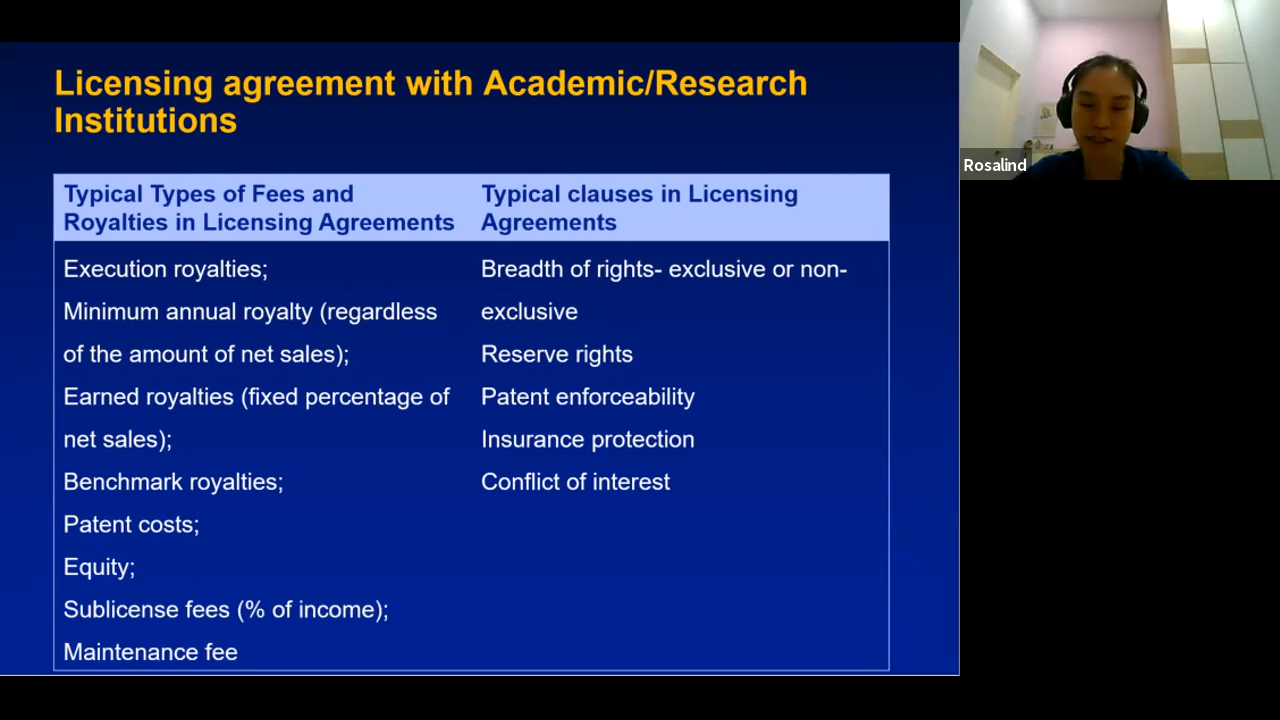 Licensing agreement with Academic/Research
Institutions
Typical Types of Fees and
Royalties in Licensing Agreements
Execution royalties;
Minimum annual royalty (regardless
of the amount of net sales);
Earned royalties (fixed percentage of
net sales);
Benchmark royalties;
Patent costs;
Equity;
Sublicense fees (% of income);
Maintenance fee
Typical clauses in Licensing
Agreements
Breadth of rights- exclusive or non-
exclusive
Reserve rights
Patent enforceability
Insurance protection
Conflict of interest
Rosalind